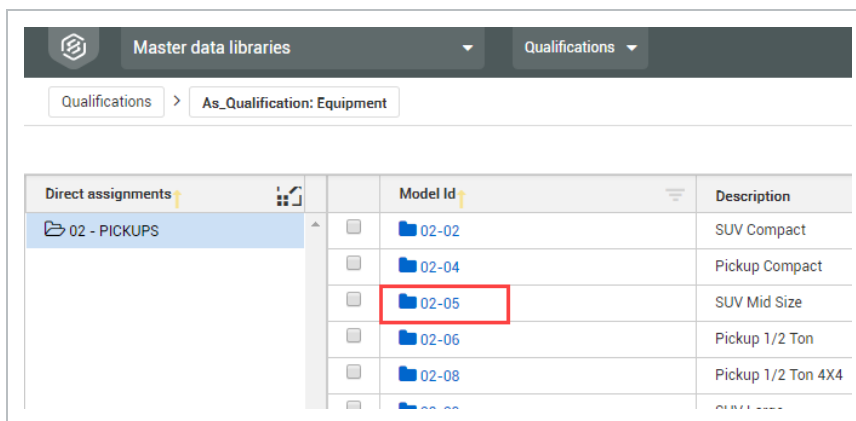 Master data libraries Qualifications
Qualifications > As_Qualification: Equipment
Direct assignments Model Id Description
02 - PICKUPS 02-02 SUV Compact
02-04 Pickup Compact
02-05 SUV Mid Size
02-06 Pickup 1/2 Ton
02-08 Pickup 1/2 Ton 4X4